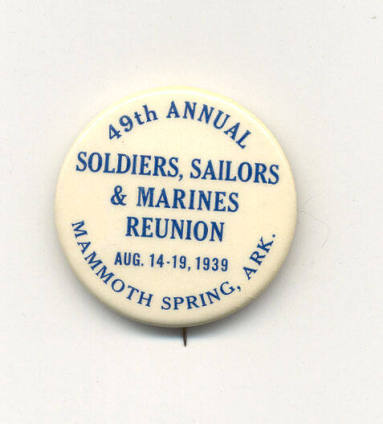 49th ANNUAL
SOLDIERS, SAILORS
& MARINES
REUNION
AUG. 14-19, 1939
MAMMOTH SPRING, ARK.